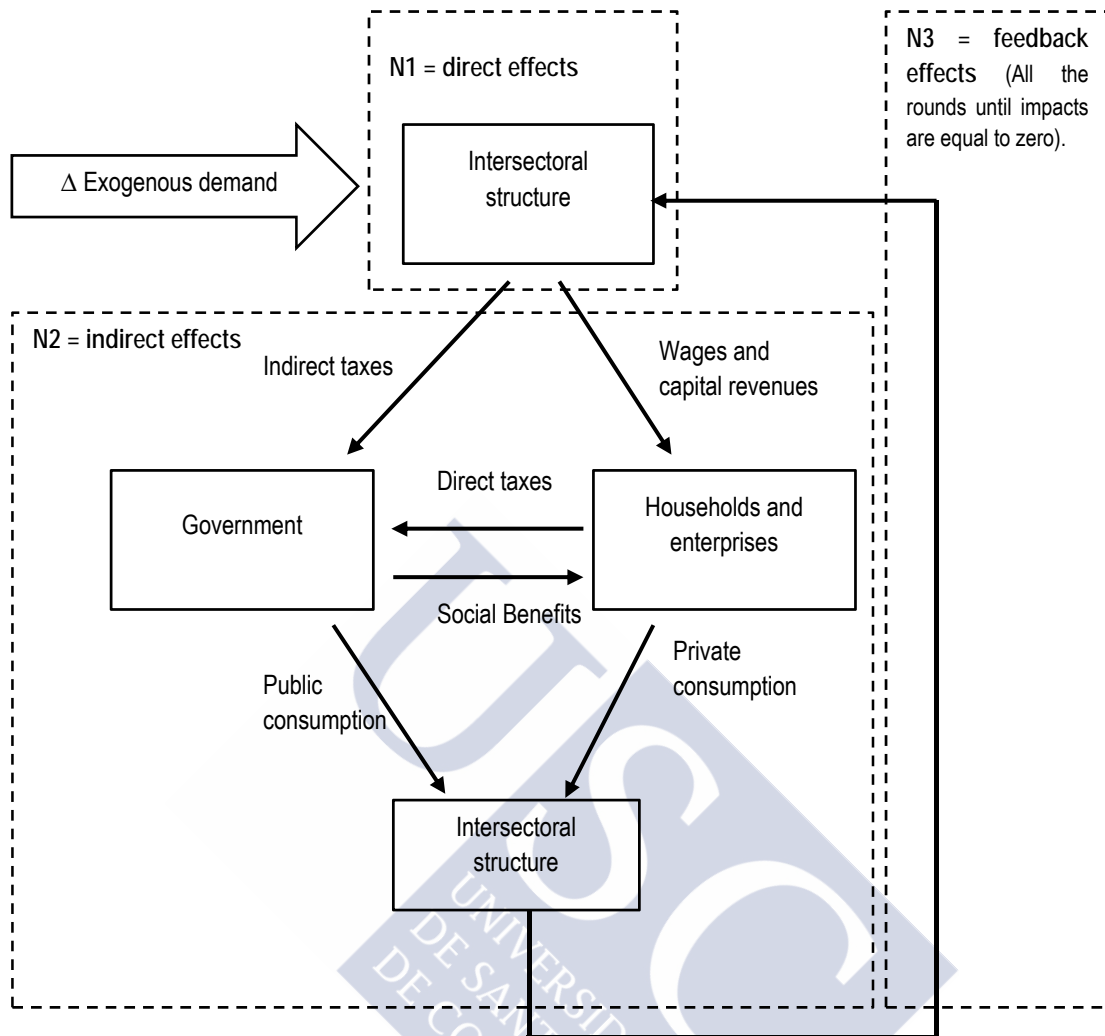 N1 = direct effects
N3 = feedback
effects (All the
rounds until impacts
are equal to zero).
Intersectoral
structure
Δ Exogenous demand
N2 = indirect effects
Indirect taxes
Wages and
capital revenues
Direct taxes
Government
Households and
enterprises
Social Benefits
Public
consumption
Private
consumption
Intersectoral
structure
USC